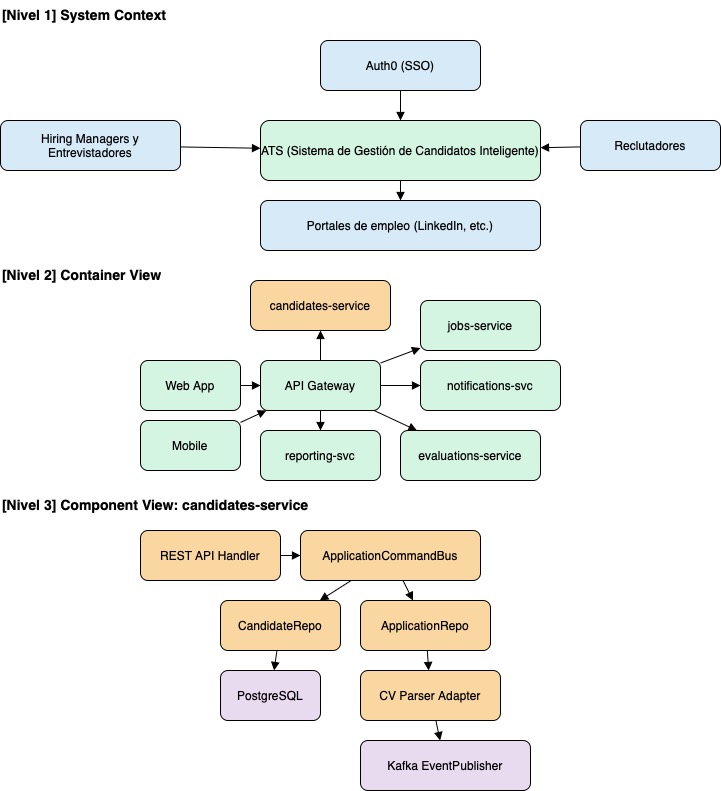 [Nivel 1] System Context
Auth0 (SSO)
Hiring Managers y
Entrevistadores
ATS (Sistema de Gestión de Candidatos Inteligente)
Reclutadores
Portales de empleo (LinkedIn, etc.)
[Nivel 2] Container View
candidates-service
jobs-service
Web App
API Gateway
notifications-svc
Mobile
reporting-svc
evaluations-service
[Nivel 3] Component View: candidates-service
REST API Handler
ApplicationCommandBus
CandidateRepo
ApplicationRepo
PostgreSQL
CV Parser Adapter
Kafka EventPublisher